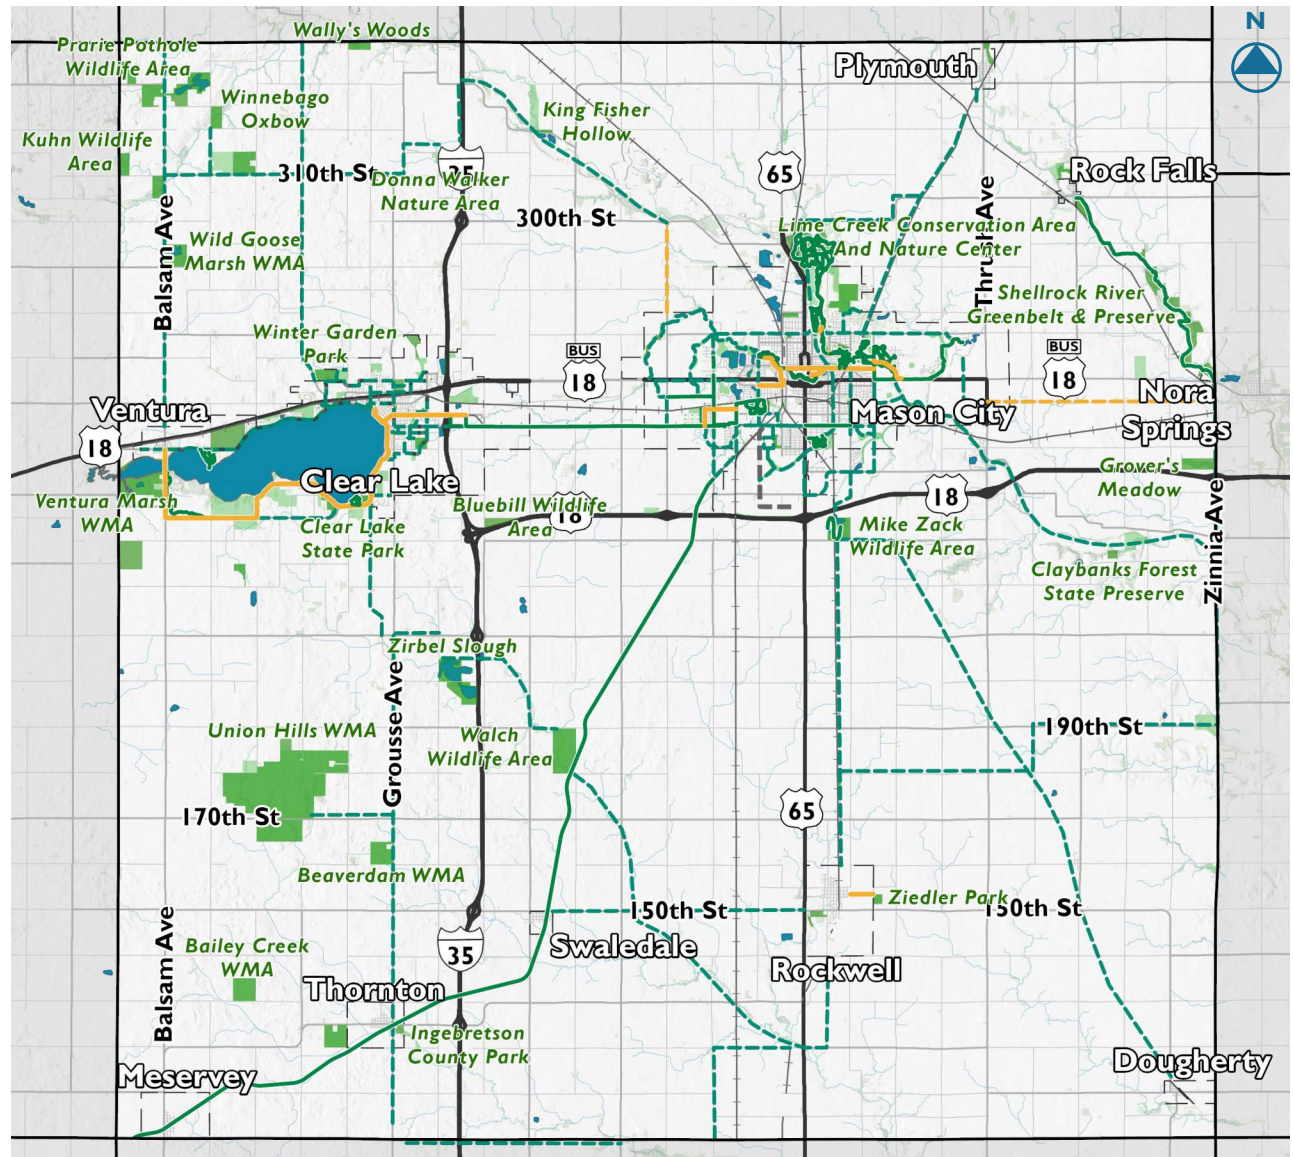 N
Wally's Woods
Prarie Pothole
Wildlife Area
Plymouth
Winnebago
Oxbow
King Fisher
Hollow
Kuhn Wildlife
Area
310th St
35
Donna Walker
Nature Area
65
Rock Falls
300th St
Thrush Ave
Lime Creek Conservation Area
And Nature Center
Balsam Ave
Wild Goose
Marsh WMA
Shellrock River
Greenbelt & Preserve
Winter Garden
Park
BUS
18
BUS
18
Nora
Springs
Ventura
Mason City
18
Clear Lake
Grover's
Meadow
Ventura Marsh
WMA
Bluebill Wildlife
Area
18
18
Clear Lake
State Park
Mike Zack
Wildlife Area
Zinnia Ave
Claybanks Forest
State Preserve
Zirbel Slough
Grousse Ave
Union Hills WMA
Walch
Wildlife Area
190th St
170th St
65
Beaverdam WMA
Ziedler Park
150th St
150th St
Balsam Ave
Bailey Creek
WMA
35
Swaledale
Rockwell
Thornton
Ingebretson
County Park
Meservey
Dougherty